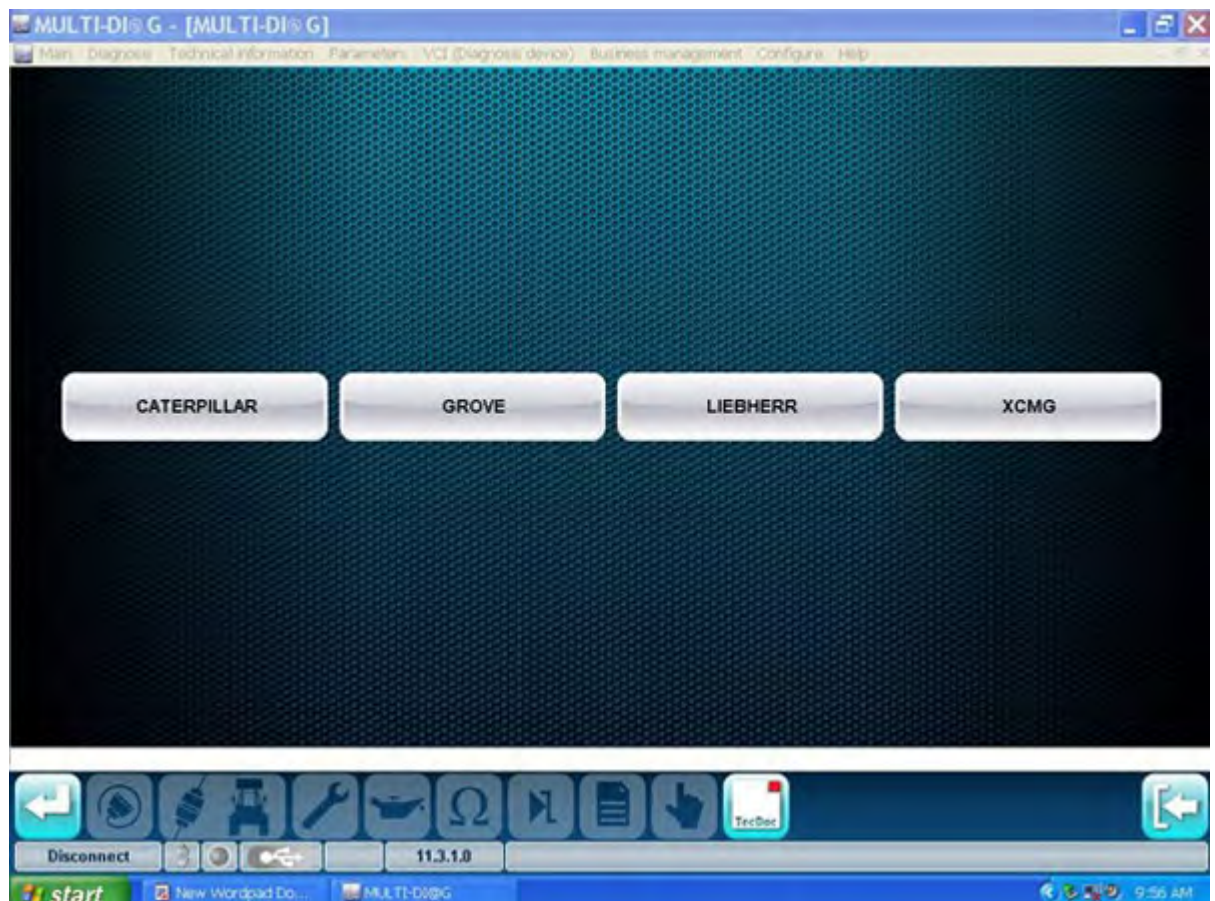 MULTI-DI@G - [MULTI-DI@G]
Main Diagnosis Technical information Parameters VCI (Diagnosis device) Business management Configure Help
CATERPILLAR GROVE LIEBHERR XCMG
Ω TecDoc
Disconnect 11.3.1.0
start New Wordpad Do... MULTI-DI@G 9:56 AM